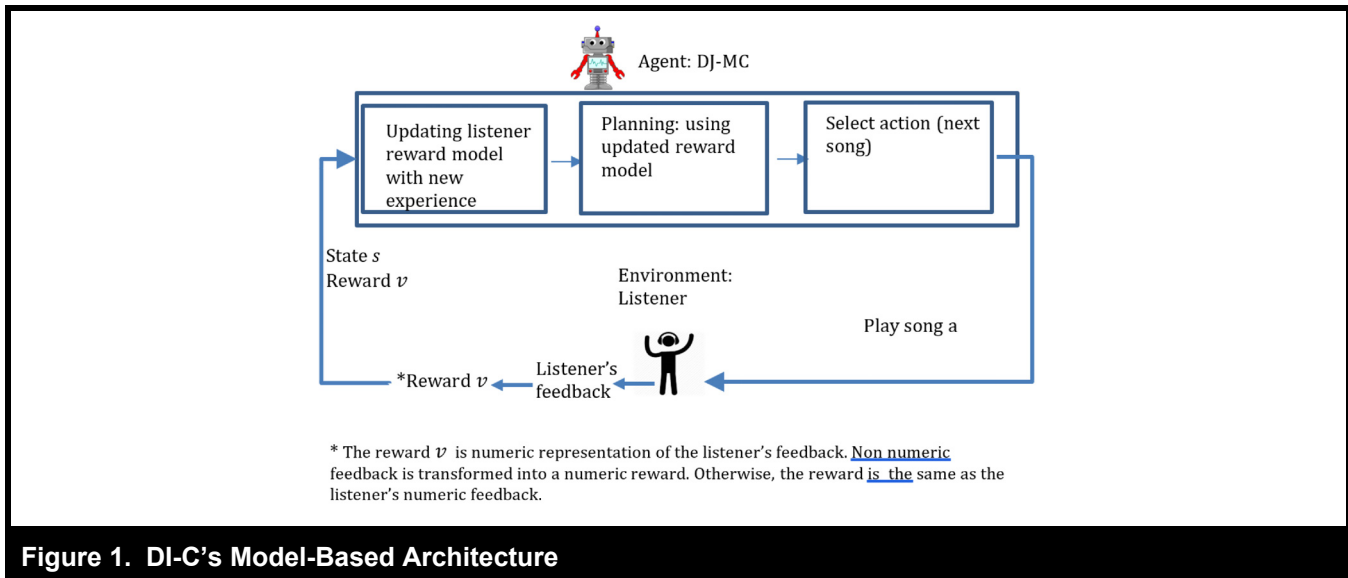 Agent: DJ-MC
Updating listener
reward model
with new
experience
Planning: using
updated reward
model
Select action (next
song)
State s
Reward v
Environment:
Listener
Play song a
Listener's
feedback
*Reward v
* The reward v is numeric representation of the listener's feedback. Non numeric
feedback is transformed into a numeric reward. Otherwise, the reward is the same as the
listener's numeric feedback.
Figure 1. DI-C's Model-Based Architecture